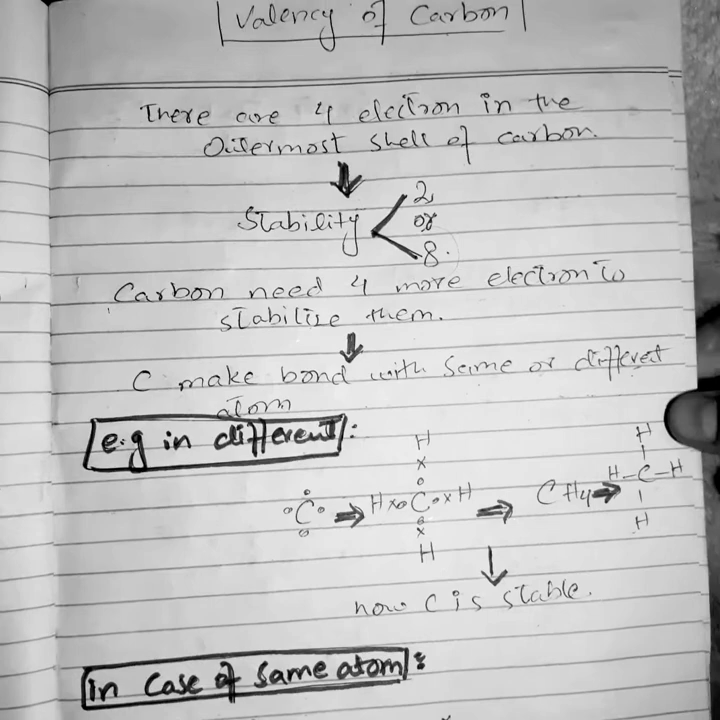 Valency of Carbon
There are 4 electron in the
Outermost shell of carbon.
Stability 2 or 8.
Carbon need 4 more electron to
stabilize them.
C make bond with same or different
atom
e.g in different:
C → H xo C ox H ⇒ CH4 → H-C-H
H x o
o x H
H
H
now C is stable.
in case of same atom: